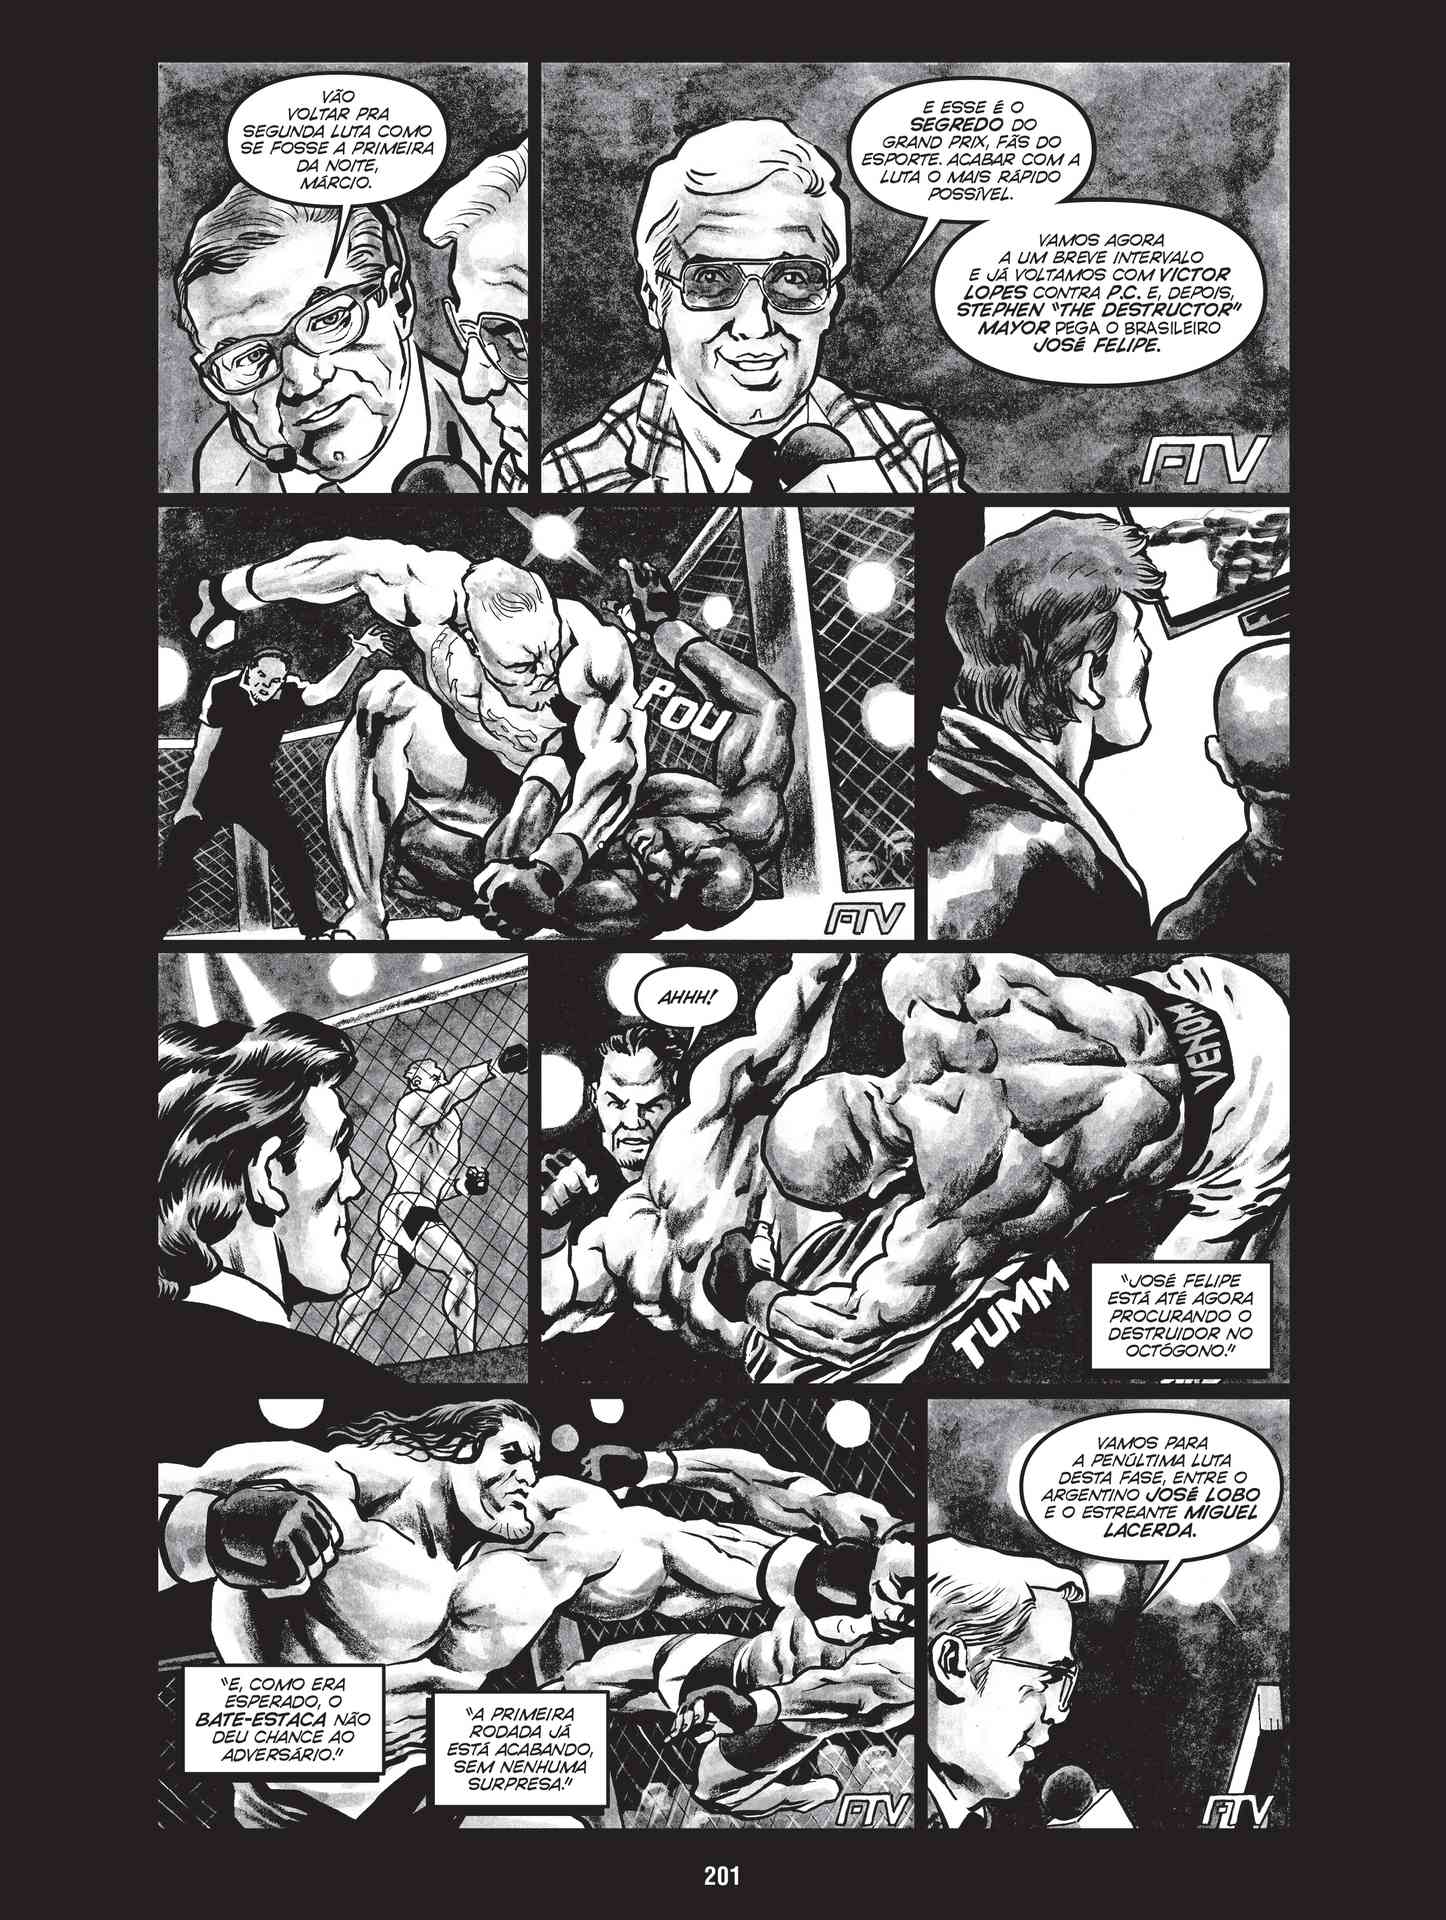 VÃO
VOLTAR PRA
SEGUNDA LUTA COMO
SE FOSSE A PRIMEIRA
DA NOITE,
MÁRCIO.
E ESSE É O
SEGREDO DO
GRAND PRIX, FÃS DO
ESPORTE. ACABAR COM A
LUTA O MAIS RÁPIDO
POSSÍVEL.
VAMOS AGORA
A UM BREVE INTERVALO
E JÁ VOLTAMOS COM VICTOR
LOPES CONTRA P.C. E, DEPOIS,
STEPHEN "THE DESTRUCTOR"
MAYOR PEGA O BRASILEIRO
JOSÉ FELIPE.
FTV
POU
FTV
AHHH!
VENOM
TUMM
"JOSÉ FELIPE
ESTÁ ATÉ AGORA
PROCURANDO O
DESTRUIDOR NO
OCTÓGONO."
"E, COMO ERA
ESPERADO, O
BATE-ESTACA NÃO
DEU CHANCE AO
ADVERSÁRIO."
"A PRIMEIRA
RODADA JÁ
ESTÁ ACABANDO,
SEM NENHUMA
SURPRESA."
FTV
VAMOS PARA
A PENÚLTIMA LUTA
DESTA FASE, ENTRE O
ARGENTINO JOSÉ LOBO
E O ESTREANTE MIGUEL
LACERDA.
FTV
201